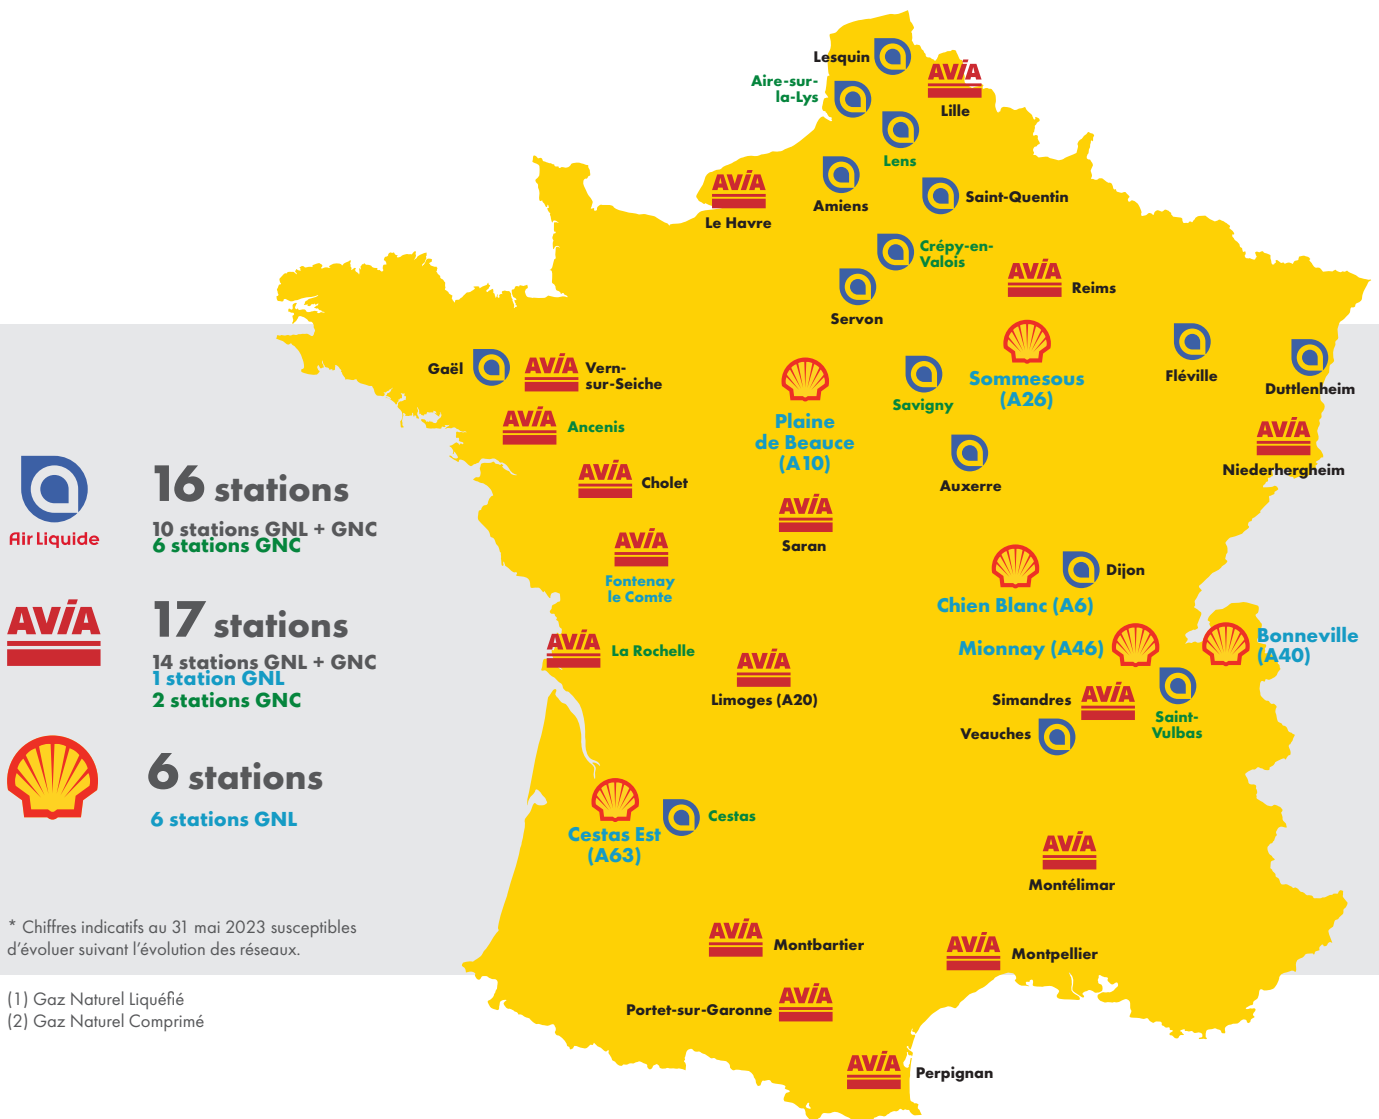 Lesquin
AVIA
Lille
Aire-sur-
la-Lys
Lens
AVIA
Le Havre
Amiens
Saint-Quentin
Crépy-en-
Valois
AVIA
Reims
Servon
Gaël
AVIA
Vern-
sur-Seiche
Plaine
de Beauce
(A10)
Savigny
Sommesous
(A26)
Fléville
Duttlenheim
AVIA
Ancenis
AVIA
Niederhergheim
AVIA
Cholet
Auxerre
AVIA
Saran
AVIA
Fontenay
le Comte
Dijon
Chien Blanc (A6)
AVIA
La Rochelle
Mionnay (A46)
Bonneville
(A40)
AVIA
Limoges (A20)
Simandres
AVIA
Saint-
Vulbas
Veauches
Cestas Est
(A63)
Cestas
AVIA
Montélimar
AVIA
Montbartier
AVIA
Montpellier
Portet-sur-Garonne
AVIA
AVIA
Perpignan
Air Liquide
16 stations
10 stations GNL + GNC
6 stations GNC
AVIA
17 stations
14 stations GNL + GNC
1 station GNL
2 stations GNC
6 stations
6 stations GNL
* Chiffres indicatifs au 31 mai 2023 susceptibles
d’évoluer suivant l’évolution des réseaux.
(1) Gaz Naturel Liquéfié
(2) Gaz Naturel Comprimé